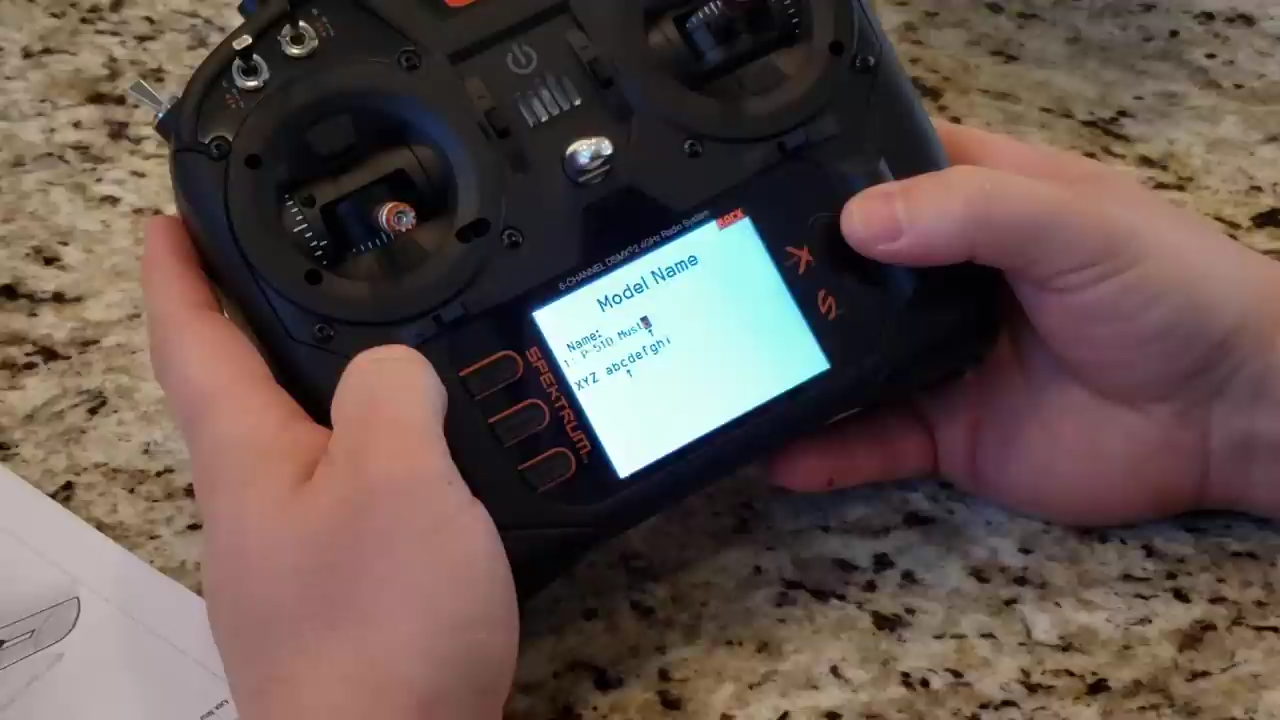 6-CHANNEL DSMX® 2.4GHz Radio System
BACK
Model Name
Name:
1: P-51D Must
XYZ abcdefghi
SPEKTRUM